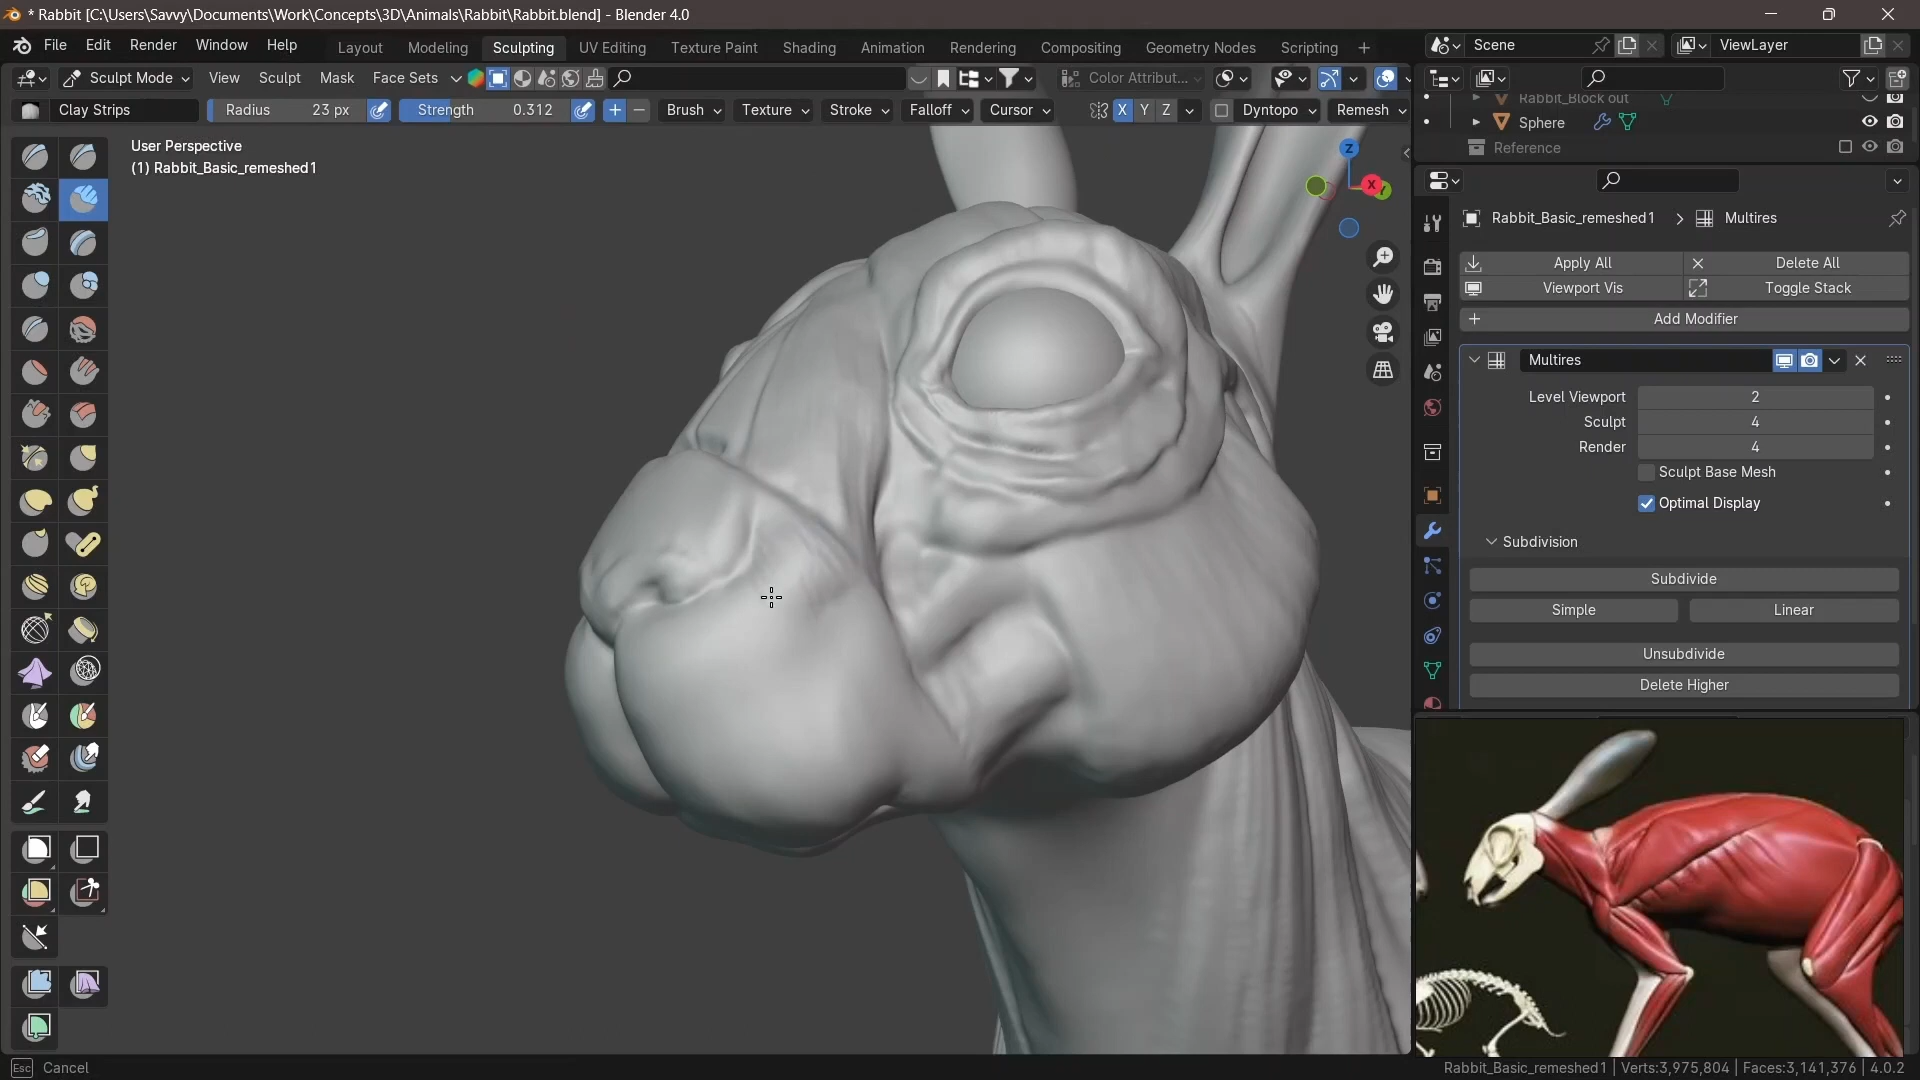 * Rabbit [C:\Users\Savvy\Documents\Work\Concepts\3D\Animals\Rabbit\Rabbit.blend] - Blender 4.0
File Edit Render Window Help Layout Modeling Sculpting UV Editing Texture Paint Shading Animation Rendering Compositing Geometry Nodes Scripting + Scene ViewLayer
Sculpt Mode View Sculpt Mask Face Sets Color Attribut...
Clay Strips Radius 23 px Strength 0.312 + − Brush Texture Stroke Falloff Cursor X Y Z Dyntopo Remesh
User Perspective
(1) Rabbit_Basic_remeshed1
Z
X
Y
Rabbit_Block out
Sphere
Reference
Rabbit_Basic_remeshed1 > Multires
Apply All Delete All
Viewport Vis Toggle Stack
+ Add Modifier
Multires
Level Viewport 2
Sculpt 4
Render 4
Sculpt Base Mesh
Optimal Display
Subdivision
Subdivide
Simple Linear
Unsubdivide
Delete Higher
Esc Cancel
Rabbit_Basic_remeshed1 | Verts:3,975,804 | Faces:3,141,376 | 4.0.2